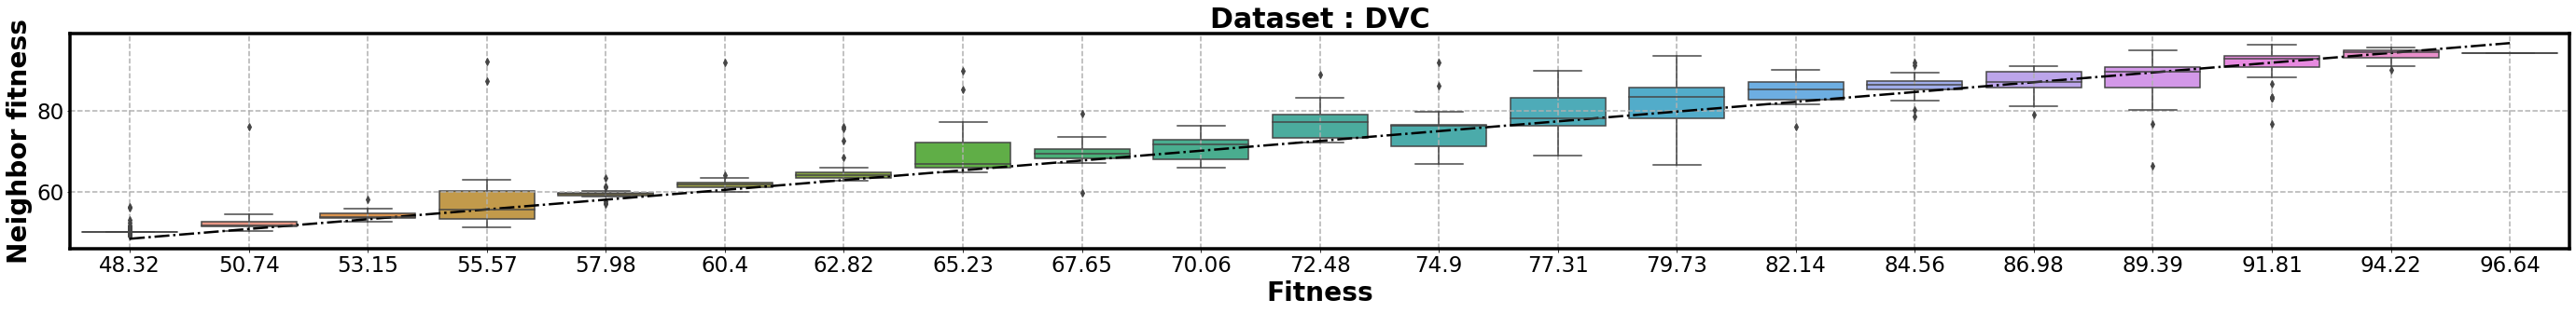 Dataset : DVC
Neighbor fitness
80
60
48.32 50.74 53.15 55.57 57.98 60.4 62.82 65.23 67.65 70.06 72.48 74.9 77.31 79.73 82.14 84.56 86.98 89.39 91.81 94.22 96.64
Fitness